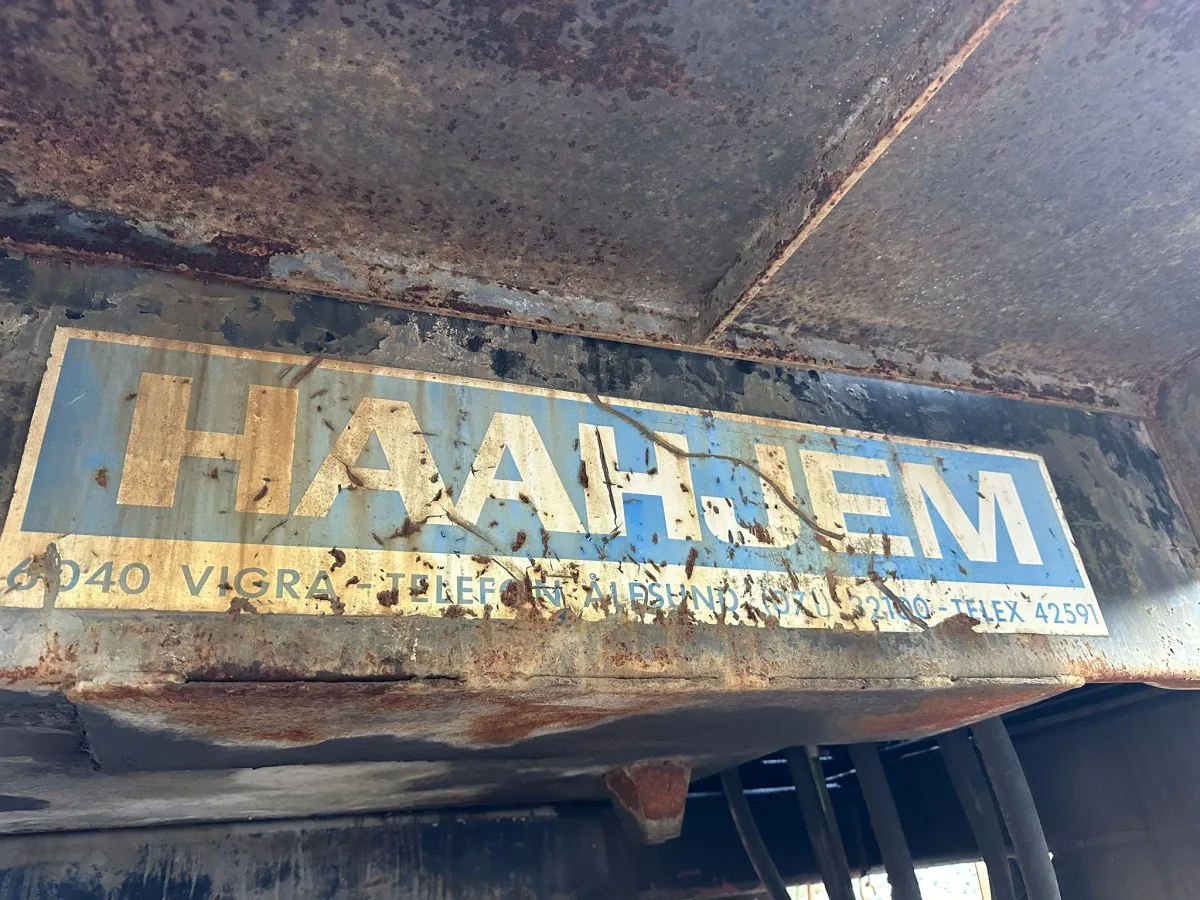 HAAHJEM
6040 VIGRA - TELEFON ÅLESUND (071) 32100 - TELEX 42591